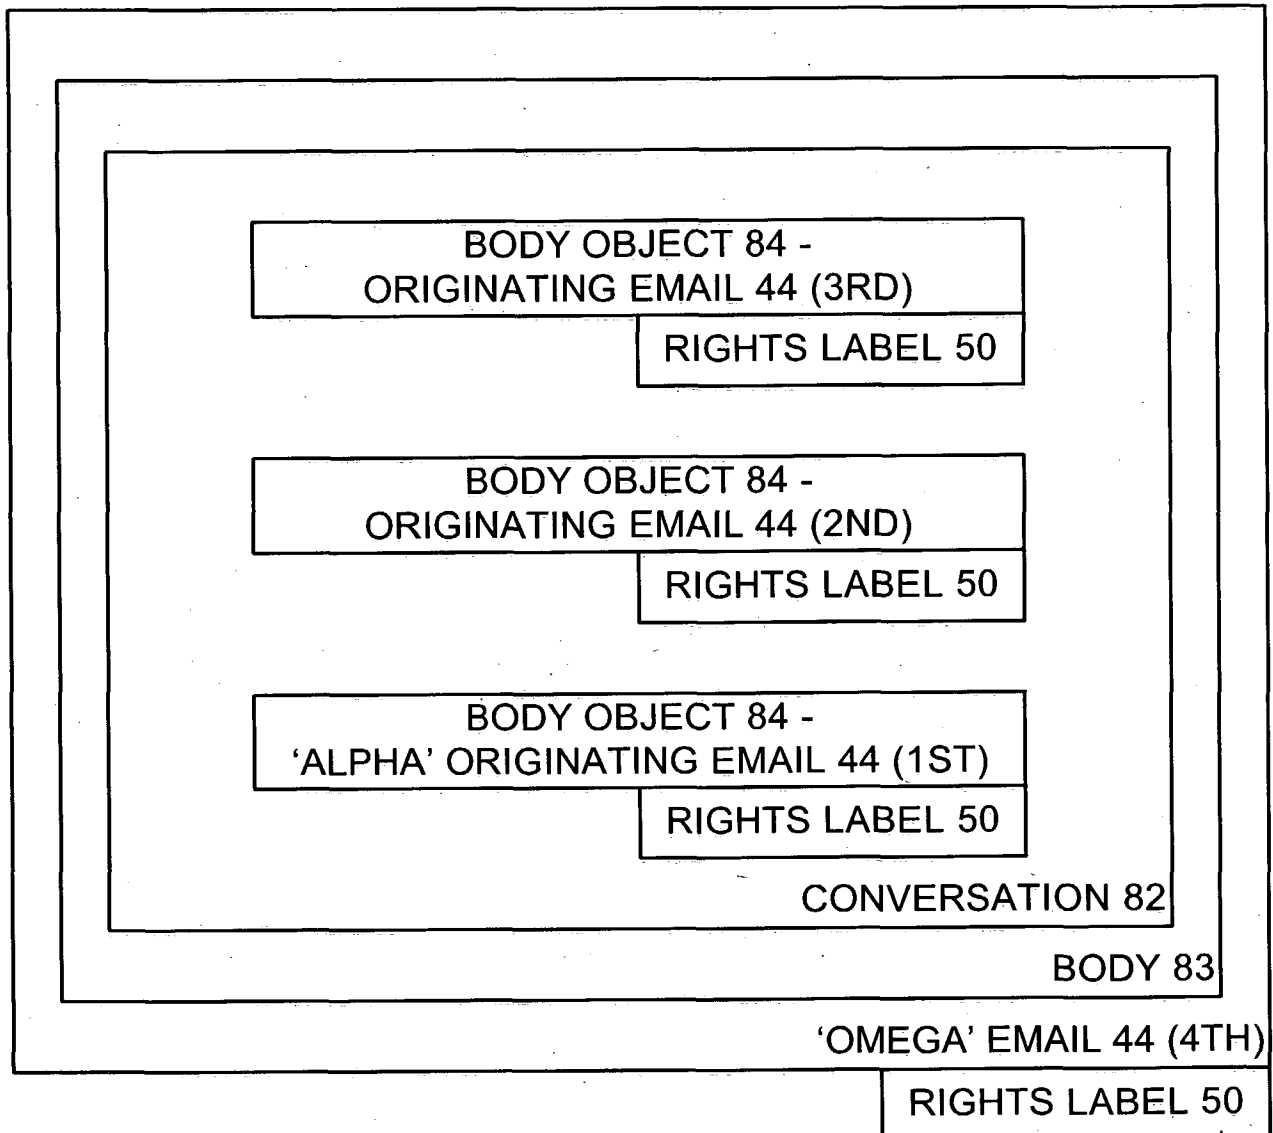 BODY OBJECT 84 -
ORIGINATING EMAIL 44 (3RD)
RIGHTS LABEL 50
BODY OBJECT 84 -
ORIGINATING EMAIL 44 (2ND)
RIGHTS LABEL 50
BODY OBJECT 84 -
‘ALPHA’ ORIGINATING EMAIL 44 (1ST)
RIGHTS LABEL 50
CONVERSATION 82
BODY 83
‘OMEGA’ EMAIL 44 (4TH)
RIGHTS LABEL 50